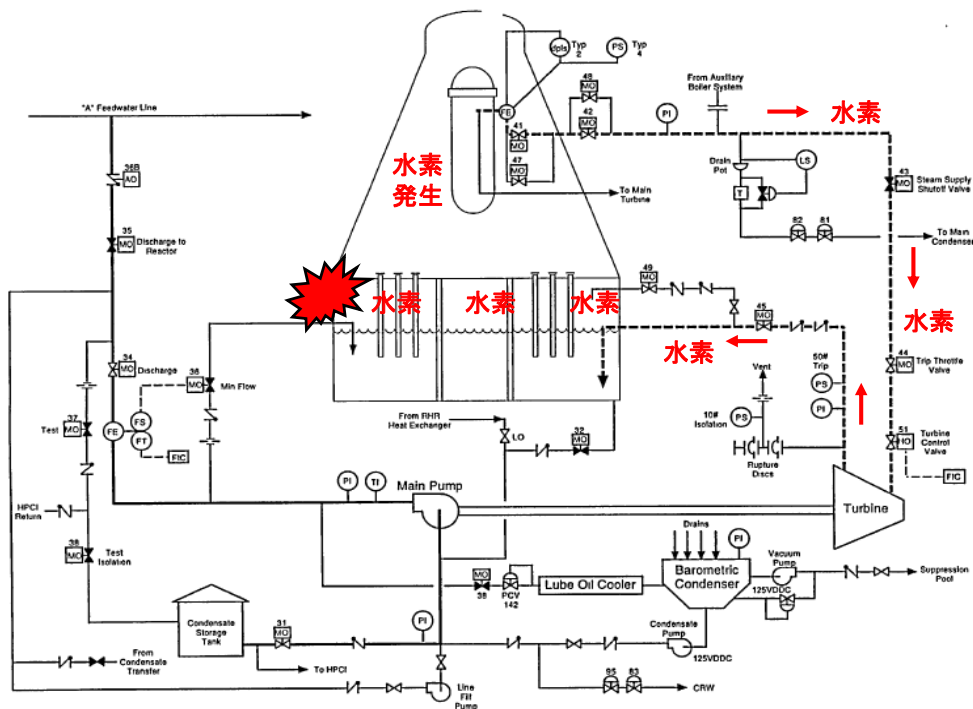 dpls
Typ
2
PS
Typ
4
48
MO
From Auxiliary
Boiler System
"A" Feedwater Line
FE
41
MO
42
MO
PI
水素
水素
発生
47
MO
Drain
Pot
LS
T
36B
AO
43
MO
Steam Supply
Shutoff Valve
To Main
Turbine
82
81
To Main
Condenser
35
MO
Discharge to
Reactor
水素
水素
水素
49
MO
45
MO
水素
水素
34
MO
Discharge
36
MO
Min Flow
Vent
50#
Trip
PS
PI
44
MO
Trip Throttle
Valve
37
Test
MO
FE
FS
FT
FIC
From RHR
Heat Exchanger
LO
32
MO
10#
Isolation
PS
Rupture
Discs
51
HO
Turbine
Control
Valve
FIC
PI
TI
Main Pump
Turbine
HPCI
Return
38
MO
Test
Isolation
Drains
PI
Barometric
Condenser
Vacuum
Pump
125VDDC
Suppression
Pool
MO
38
PCV
142
Lube Oil Cooler
Condensate
Storage
Tank
31
MO
PI
Condensate
Pump
125VDDC
From
Condensate
Transfer
To HPCI
Line
Fill
Pump
95
83
CRW